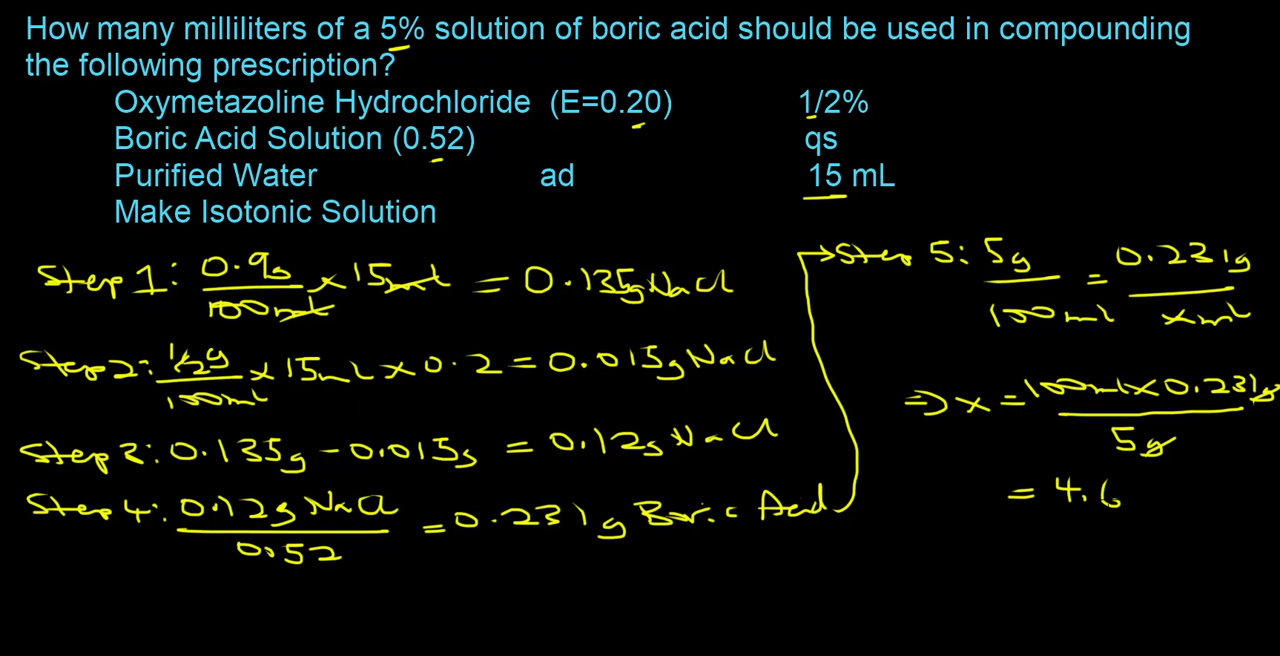 How many milliliters of a 5% solution of boric acid should be used in compounding
the following prescription?
Oxymetazoline Hydrochloride (E=0.20) 1/2%
Boric Acid Solution (0.52) qs
Purified Water ad 15 mL
Make Isotonic Solution
Step 1: 0.9g/100ml × 15ml = 0.135g NaCl
Step 2: 1/2g/100ml × 15mL × 0.2 = 0.015g NaCl
Step 3: 0.135g - 0.015g = 0.12g NaCl
Step 4: 0.12g NaCl/0.52 = 0.231g Boric Acid
Step 5: 5g/100ml = 0.231g/x ml
⇒ x = 100ml × 0.231g/5g
= 4.6